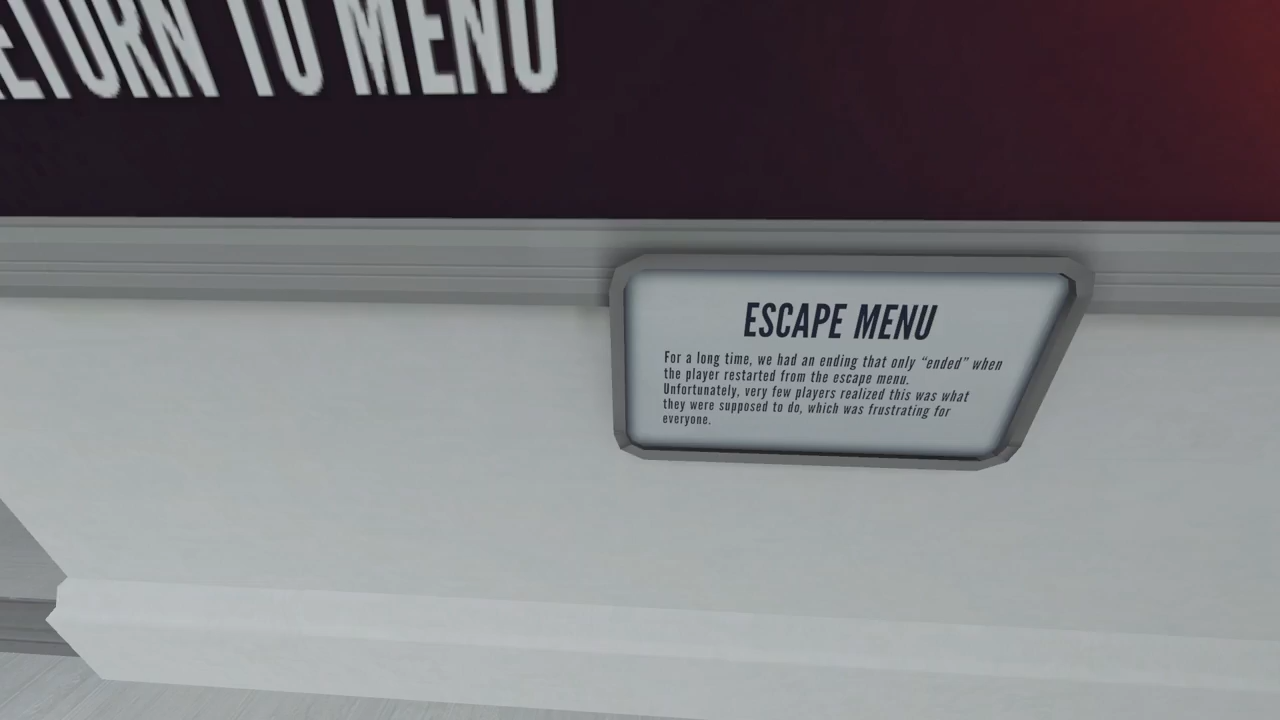 RETURN TO MENU
ESCAPE MENU
For a long time, we had an ending that only “ended” when
the player restarted from the escape menu.
Unfortunately, very few players realized this was what
they were supposed to do, which was frustrating for
everyone.